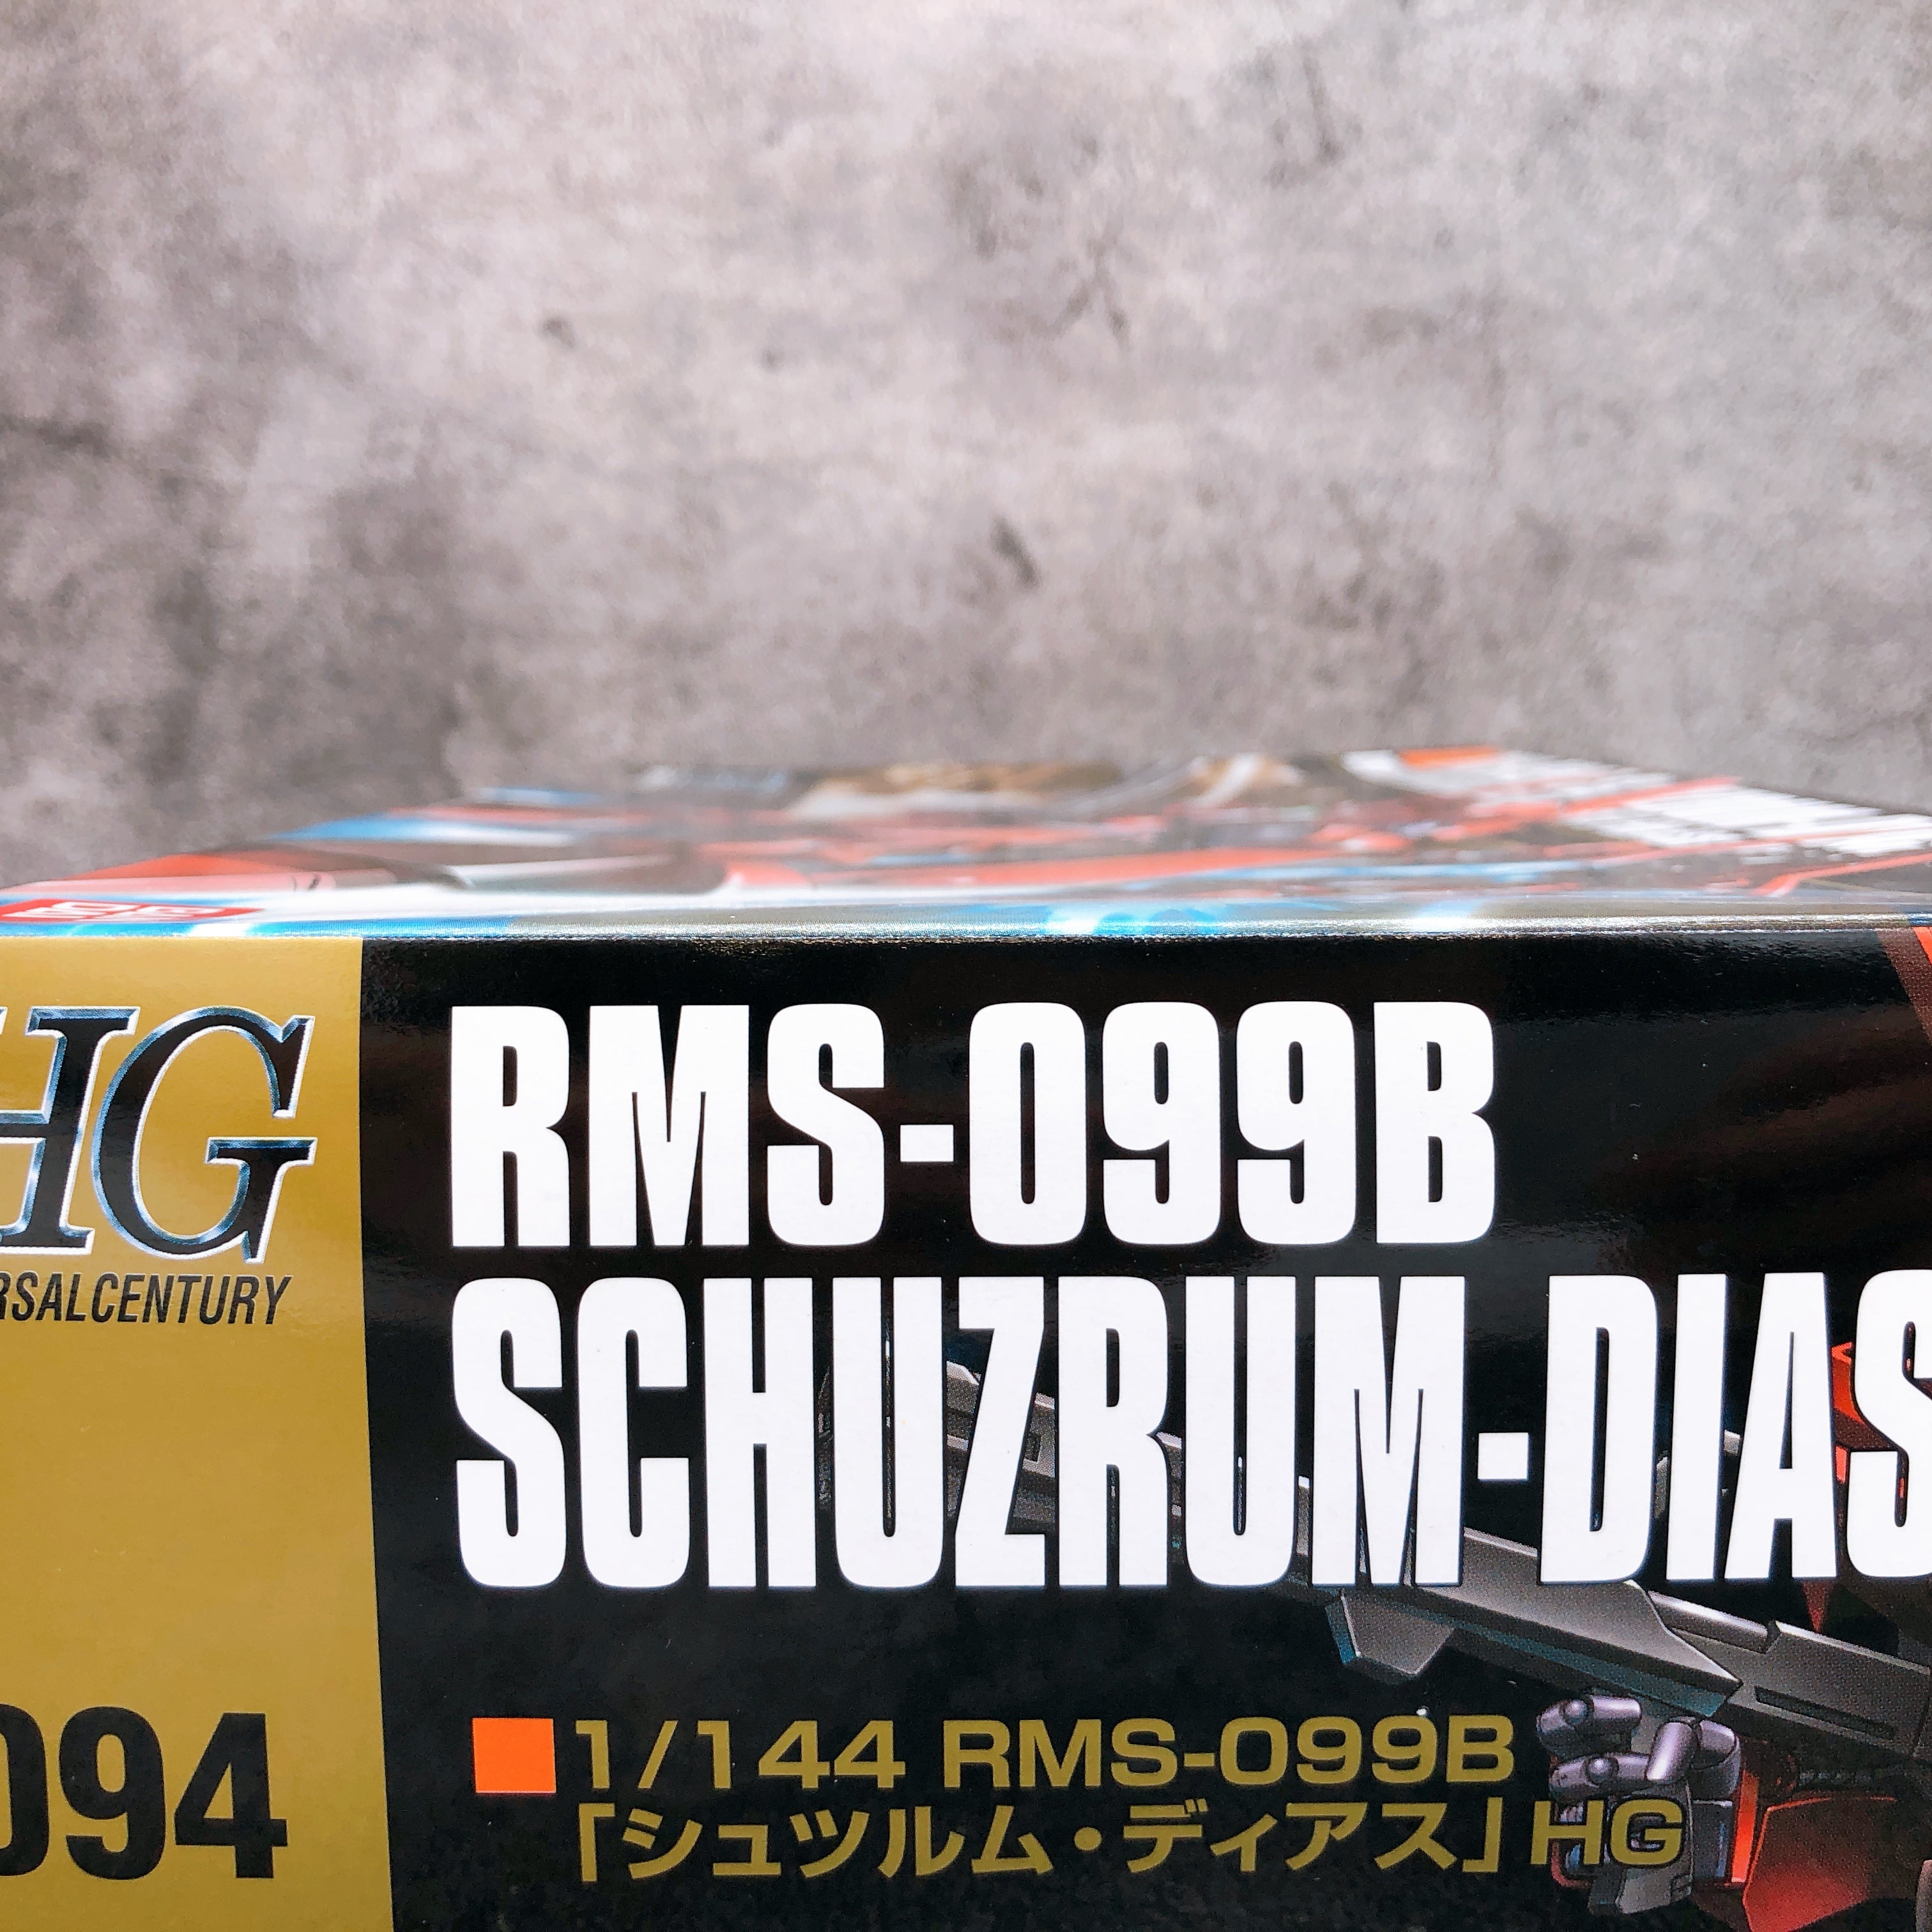 HG
RSALCENTURY
094
RMS-099B
SCHUZRUM-DIAS
■1/144 RMS-099B
「シュツルム・ディアス」HG